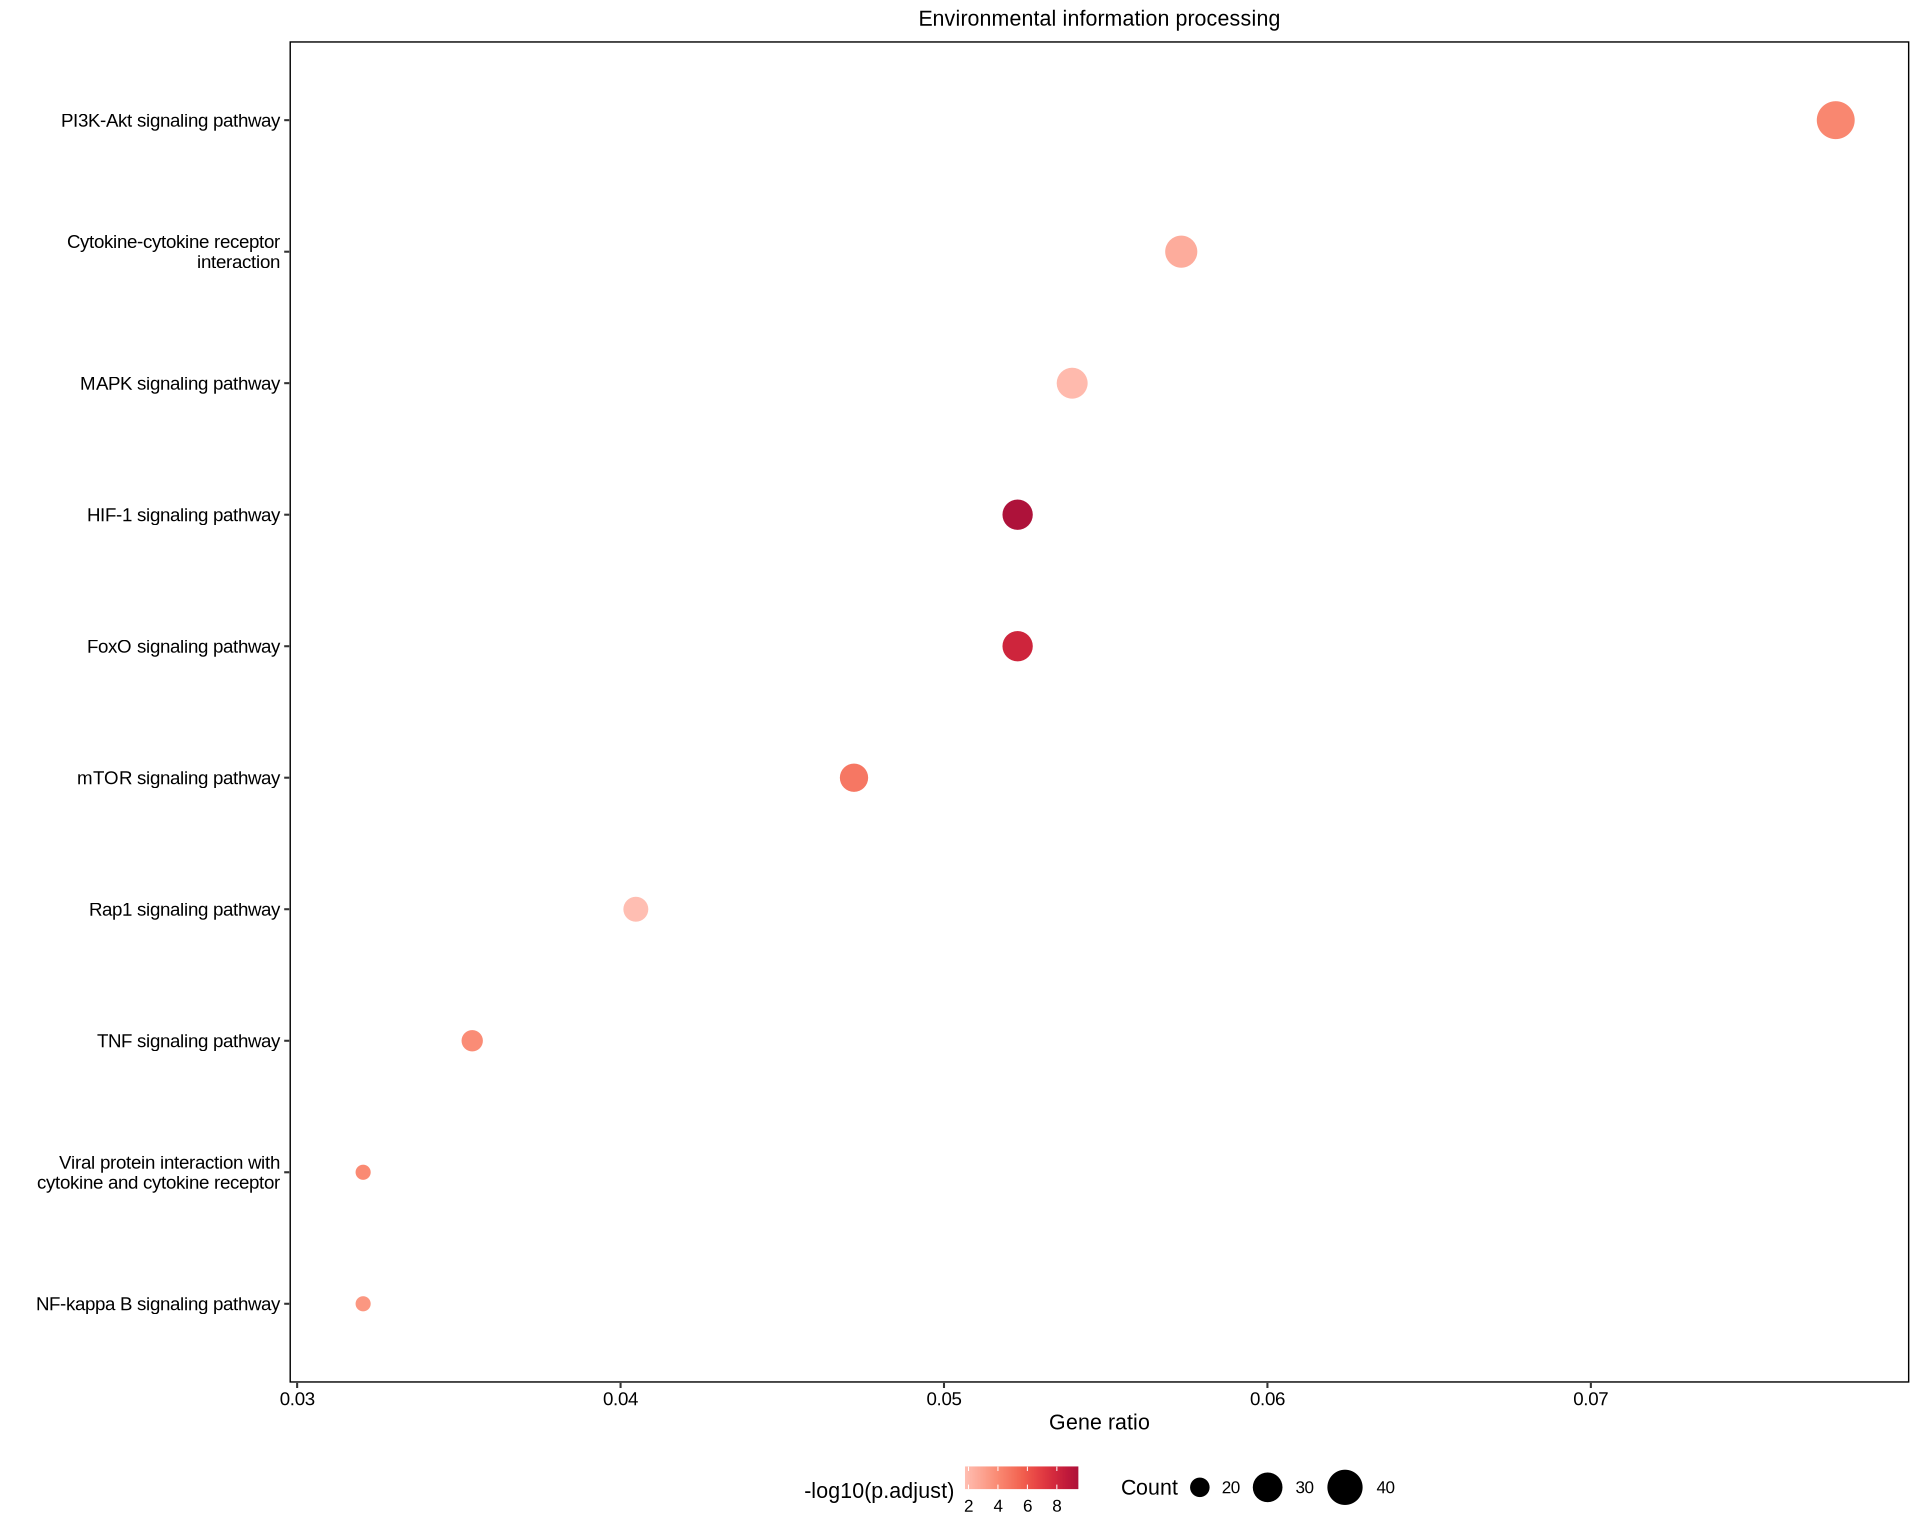 Environmental information processing
PI3K-Akt signaling pathway
Cytokine-cytokine receptor
interaction
MAPK signaling pathway
HIF-1 signaling pathway
FoxO signaling pathway
mTOR signaling pathway
Rap1 signaling pathway
TNF signaling pathway
Viral protein interaction with
cytokine and cytokine receptor
NF-kappa B signaling pathway
0.03 0.04 0.05 0.06 0.07
Gene ratio
-log10(p.adjust) 2 4 6 8 Count 20 30 40